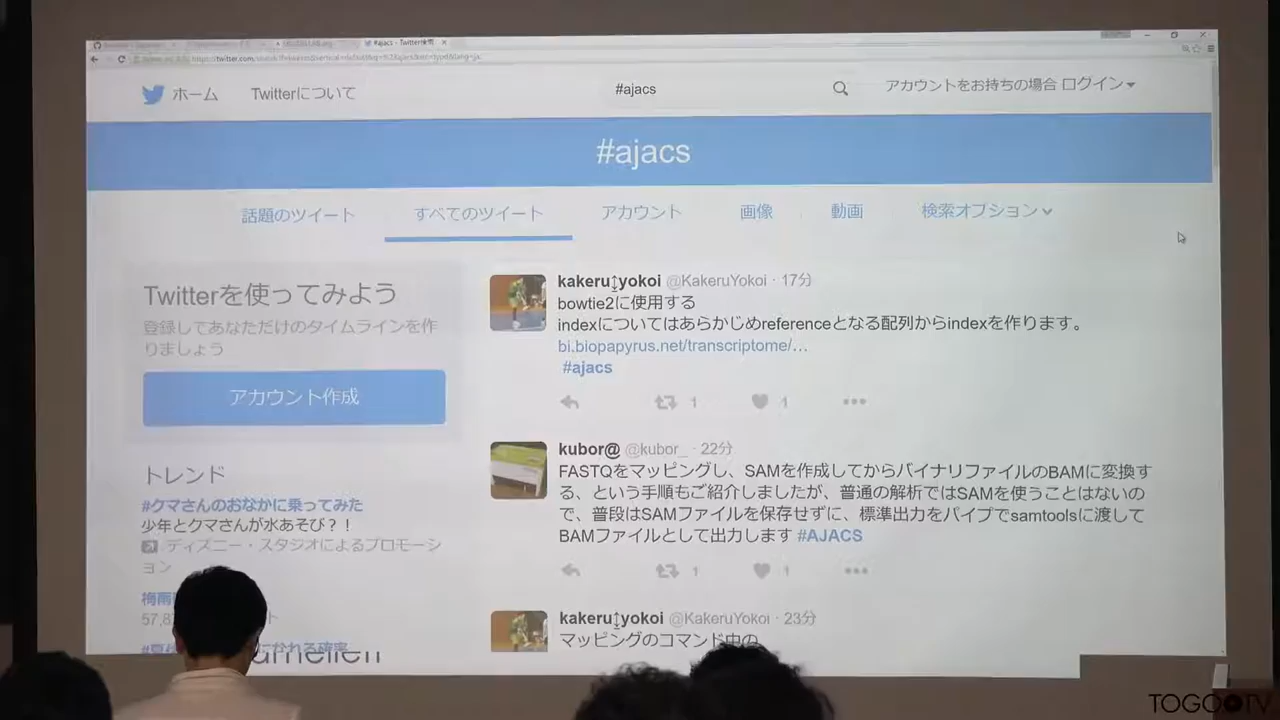 #ajacs - Twitter検索
ホーム
Twitterについて
#ajacs
アカウントをお持ちの場合 ログイン
#ajacs
話題のツイート
すべてのツイート
アカウント
画像
動画
検索オプション
Twitterを使ってみよう
登録してあなただけのタイムラインを作
りましょう
アカウント作成
トレンド
#クマさんのおなかに乗ってみた
少年とクマさんが水あそび?!
ディズニー・スタジオによるプロモーシ
ョン
kakeru↕yokoi @KakeruYokoi · 17分
bowtie2に使用する
indexについてはあらかじめreferenceとなる配列からindexを作ります。
bi.biopapyrus.net/transcriptome/…
#ajacs
1
1
kubor@ @kubor_ · 22分
FASTQをマッピングし、SAMを作成してからバイナリファイルのBAMに変換す
る、という手順もご紹介しましたが、普通の解析ではSAMを使うことはないの
で、普段はSAMファイルを保存せずに、標準出力をパイプでsamtoolsに渡して
BAMファイルとして出力します #AJACS
1
1
kakeru↕yokoi @KakeruYokoi · 23分
マッピングのコマンド中の
TOGOTV